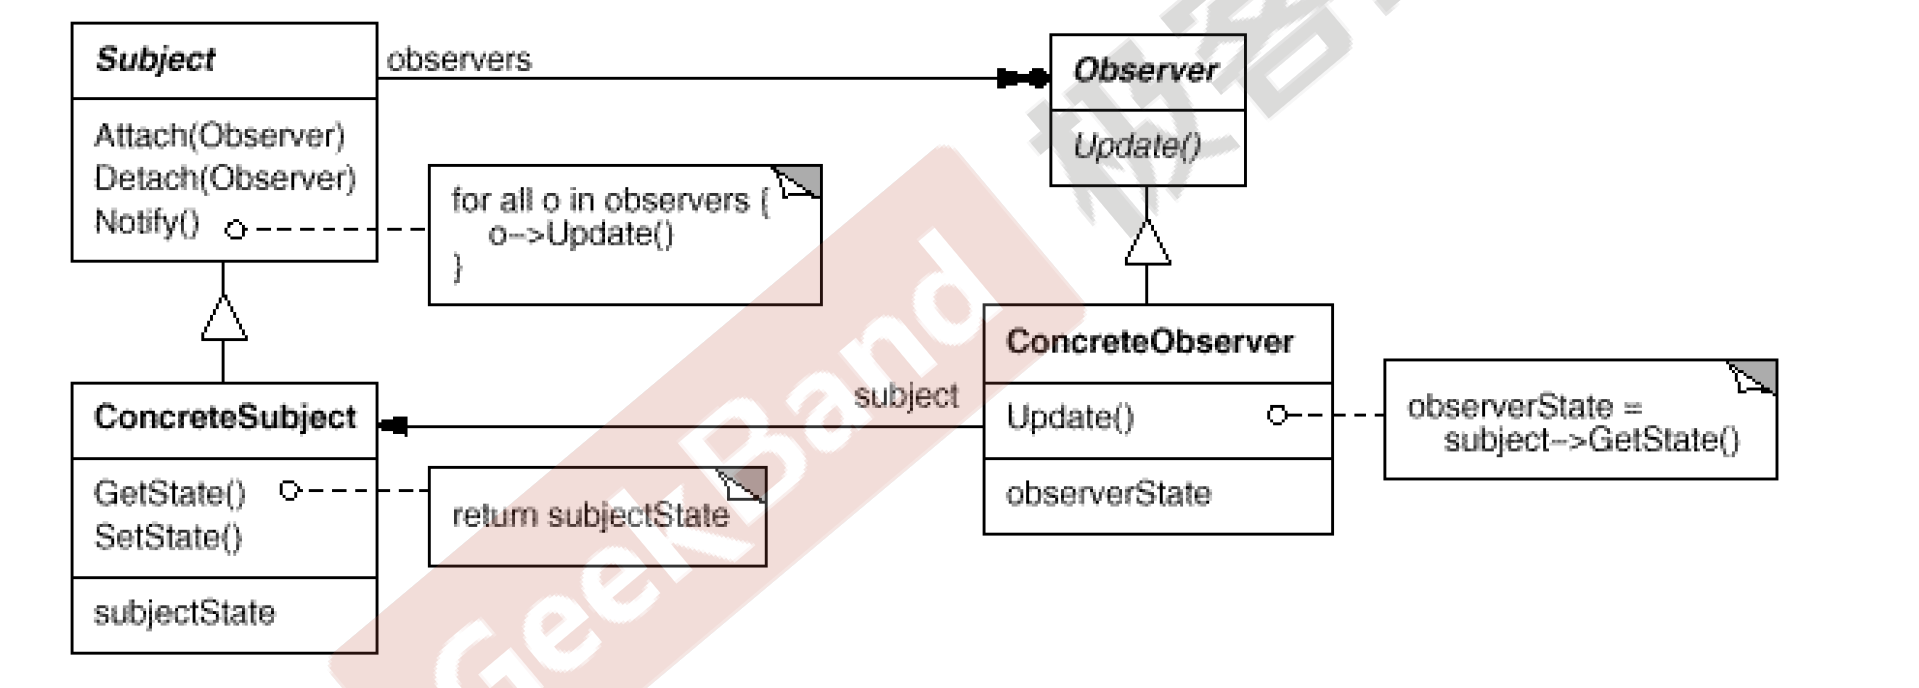 Subject
observers
Observer
Attach(Observer)
Detach(Observer)
Notify()
Update()
for all o in observers {
o–>Update()
}
ConcreteSubject
GetState()
SetState()
subjectState
return subjectState
subject
ConcreteObserver
Update()
observerState
observerState =
subject–>GetState()
GeekBand
极客